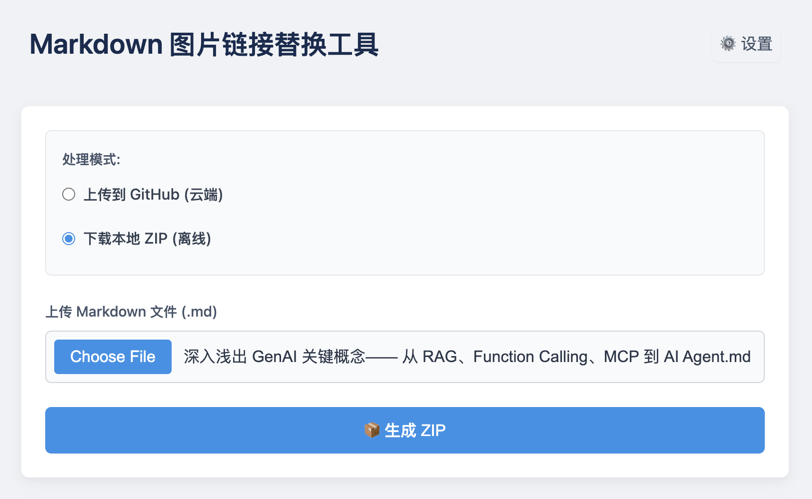 Markdown 图片链接替换工具
设置
处理模式:
上传到 GitHub (云端)
下载本地 ZIP (离线)
上传 Markdown 文件 (.md)
Choose File 深入浅出 GenAI 关键概念—— 从 RAG、Function Calling、MCP 到 AI Agent.md
生成 ZIP